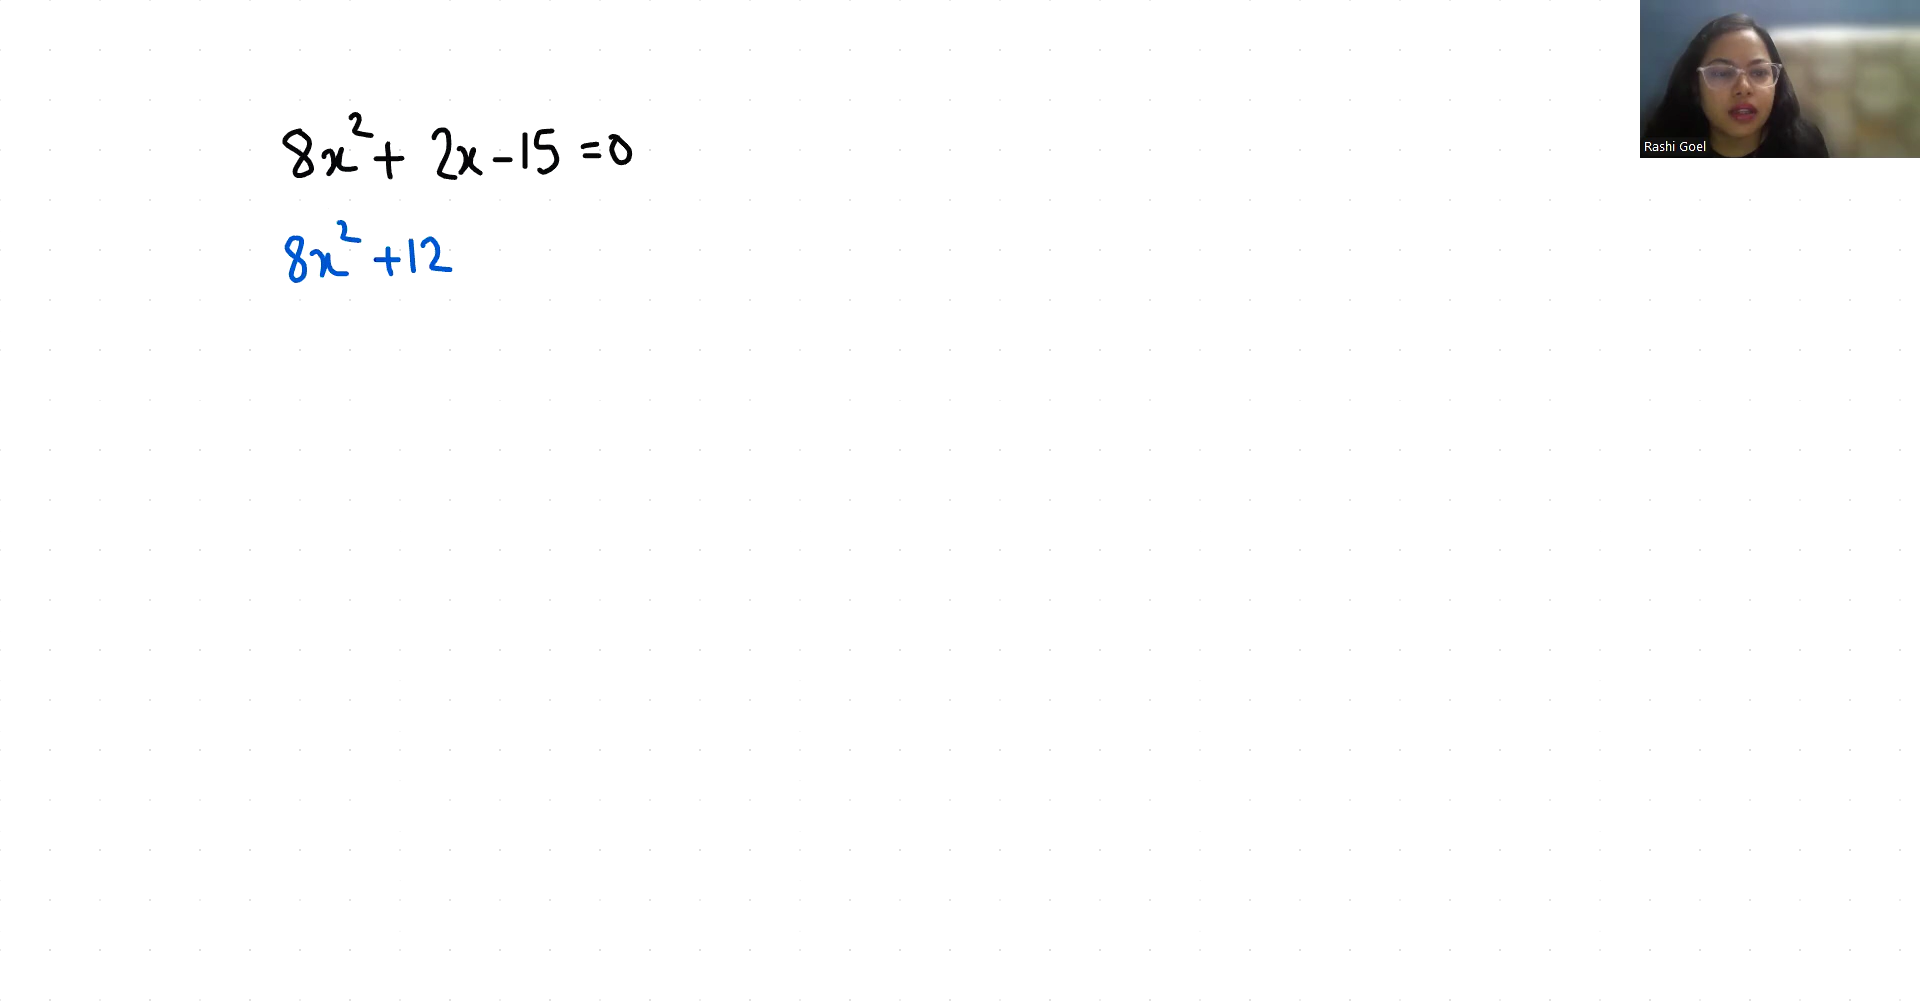 8x² + 2x - 15 = 0
8x² + 12
Rashi Goel